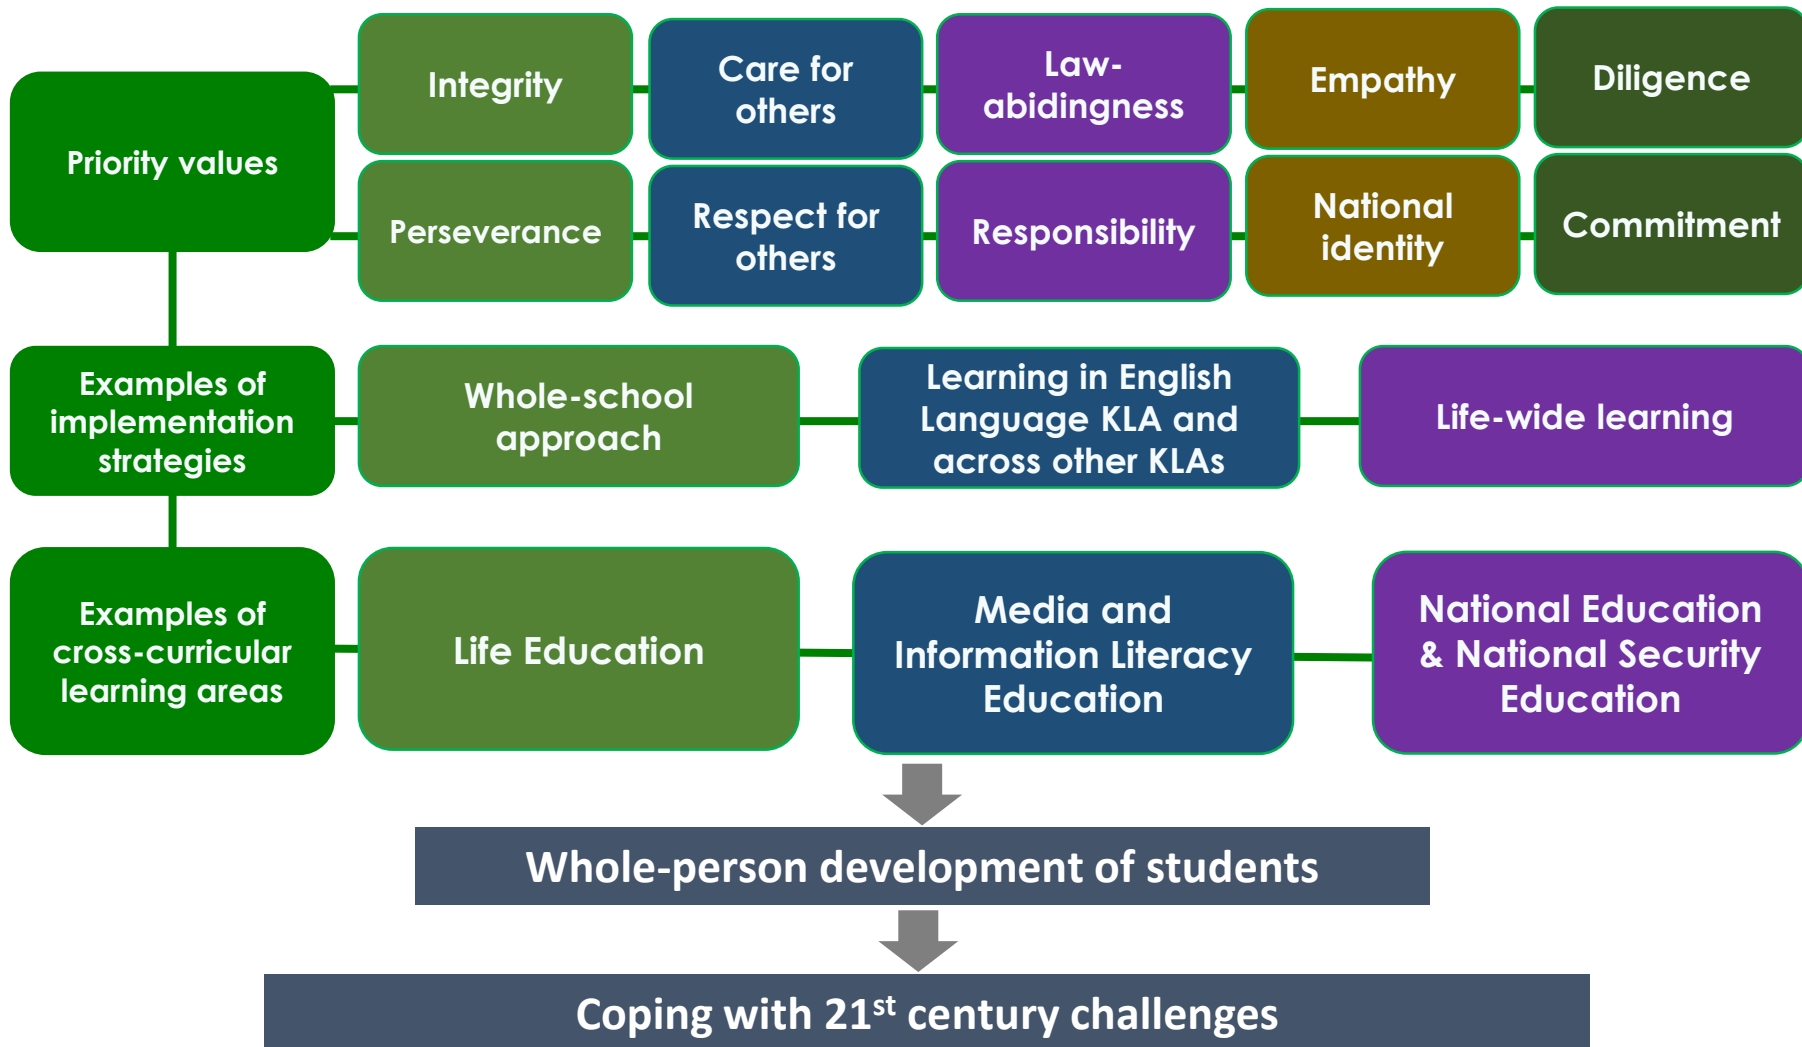 Priority values
Integrity
Care for
others
Law-
abidingness
Empathy
Diligence
Perseverance
Respect for
others
Responsibility
National
identity
Commitment
Examples of
implementation
strategies
Whole-school
approach
Learning in English
Language KLA and
across other KLAs
Life-wide learning
Examples of
cross-curricular
learning areas
Life Education
Media and
Information Literacy
Education
National Education
& National Security
Education
Whole-person development of students
Coping with 21st century challenges